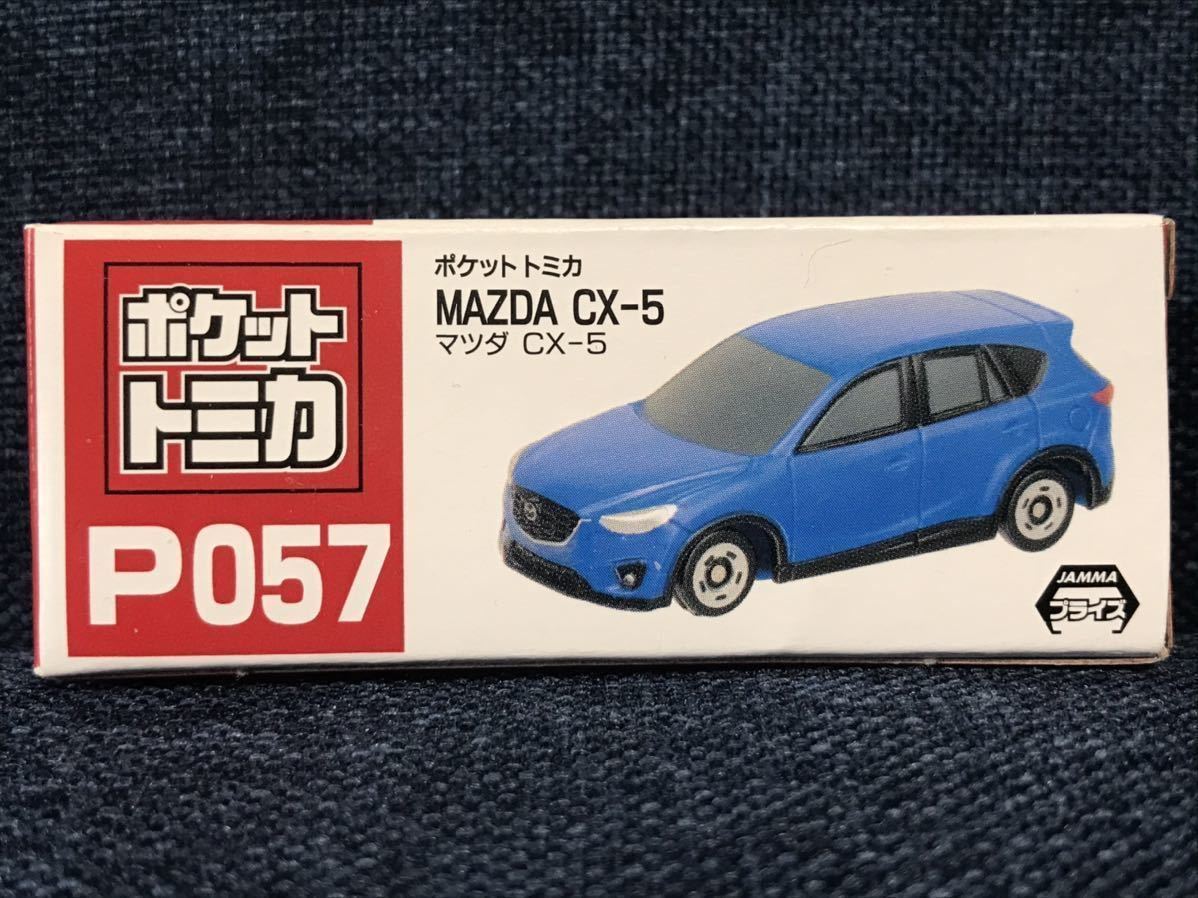 ポケット
トミカ
P057
ポケットトミカ
MAZDA CX-5
マツダ CX-5
JAMMA
プライズ